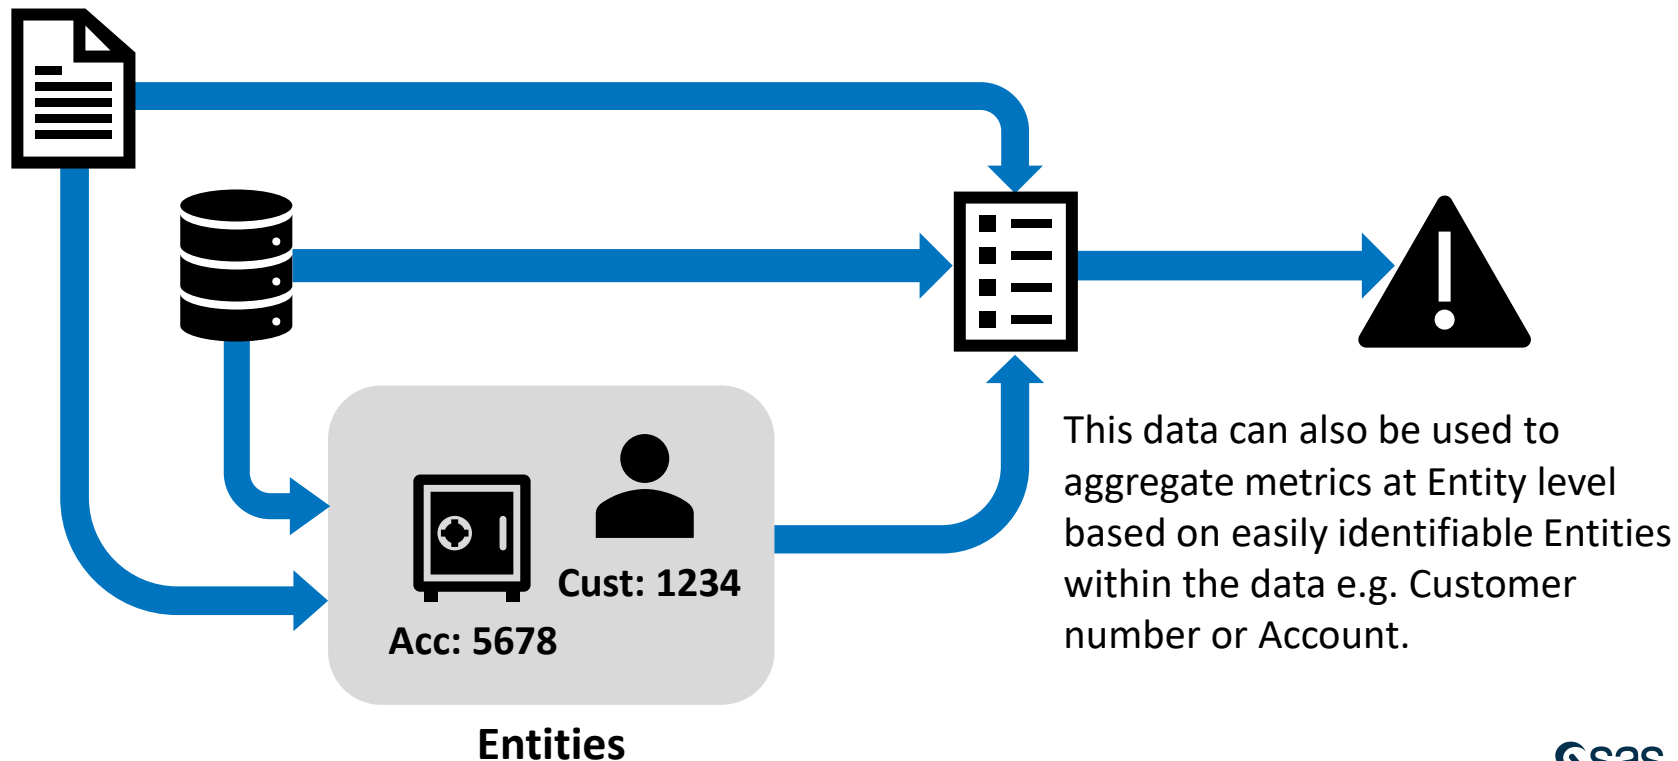 Cust: 1234
Acc: 5678
Entities
This data can also be used to
aggregate metrics at Entity level
based on easily identifiable Entities
within the data e.g. Customer
number or Account.
sas